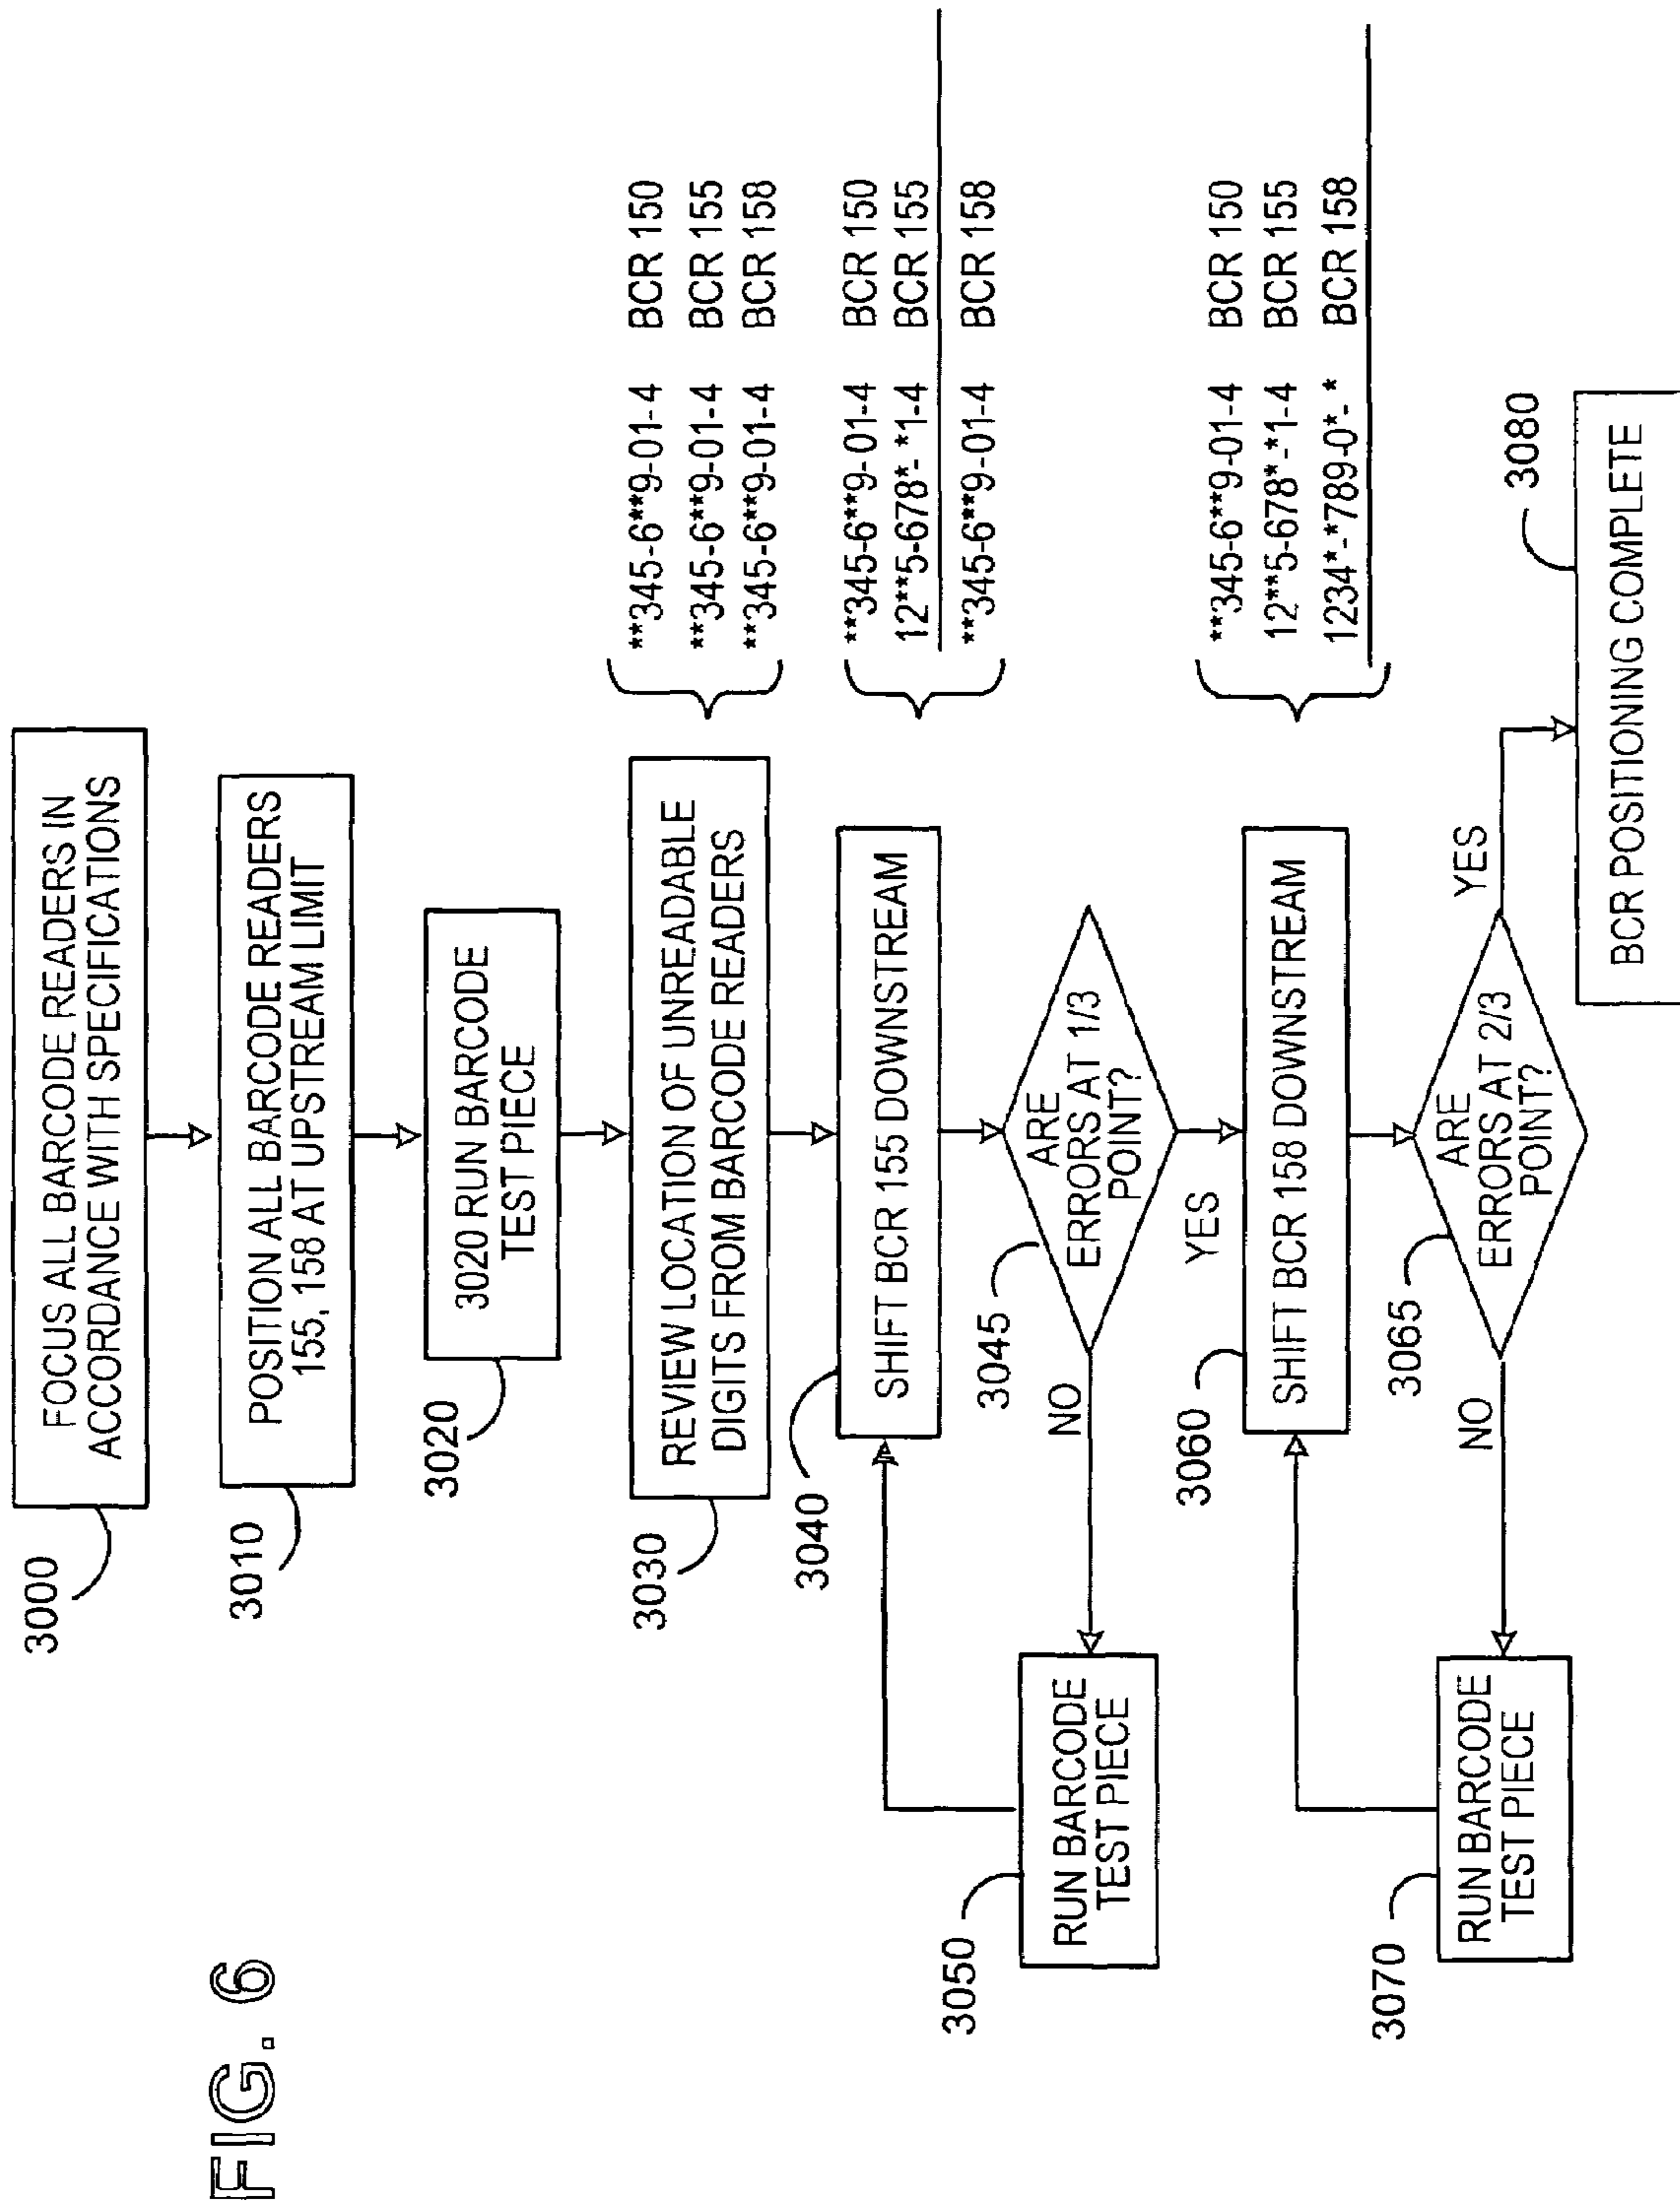 FIG. 6
3000
FOCUS ALL BARCODE READERS IN
ACCORDANCE WITH SPECIFICATIONS
3010
POSITION ALL BARCODE READERS
155, 158 AT UPSTREAM LIMIT
3020
3020 RUN BARCODE
TEST PIECE
3030
REVIEW LOCATION OF UNREADABLE
DIGITS FROM BARCODE READERS
**345-6**9-01-4 BCR 150
**345-6**9-01-4 BCR 155
**345-6**9-01-4 BCR 158
3040
SHIFT BCR 155 DOWNSTREAM
**345-6**9-01-4 BCR 150
12**5-678*-*1-4 BCR 155
**345-6**9-01-4 BCR 158
3045
ARE
ERRORS AT 1/3
POINT?
NO
YES
3050
RUN BARCODE
TEST PIECE
3060
SHIFT BCR 158 DOWNSTREAM
**345-6**9-01-4 BCR 150
12**5-678*-*1-4 BCR 155
1234*-*789-0*-* BCR 158
3065
ARE
ERRORS AT 2/3
POINT?
NO
YES
3070
RUN BARCODE
TEST PIECE
3080
BCR POSITIONING COMPLETE